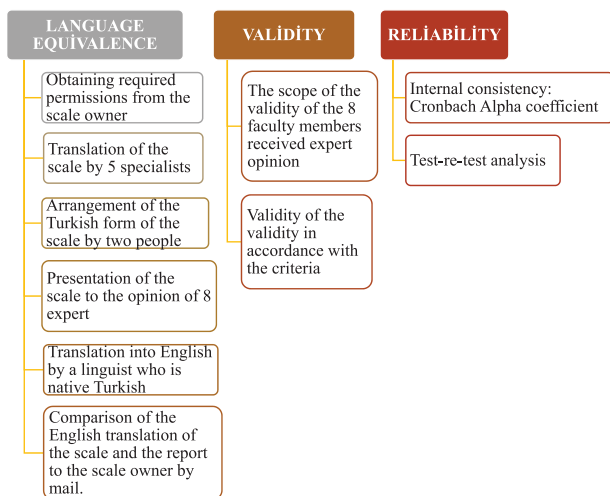 LANGUAGE
EQUIVALENCE
Obtaining required
permissions from the
scale owner
Translation of the
scale by 5 specialists
Arrangement of the
Turkish form of the
scale by two people
Presentation of the
scale to the opinion of 8
expert
Translation into English
by a linguist who is
native Turkish
Comparison of the
English translation of
the scale and the report
to the scale owner by
mail.
VALİDİTY
The scope of the
validity of the 8
faculty members
received expert
opinion
Validity of the
validity in
accordance with
the criteria
RELİABİLİTY
Internal consistency:
Cronbach Alpha coefficient
Test-re-test analysis